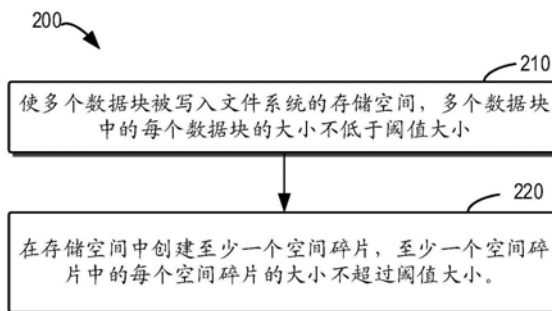 200
210
使多个数据块被写入文件系统的存储空间，多个数据块
中的每个数据块的大小不低于阈值大小
220
在存储空间中创建至少一个空间碎片，至少一个空间碎
片中的每个空间碎片的大小不超过阈值大小。